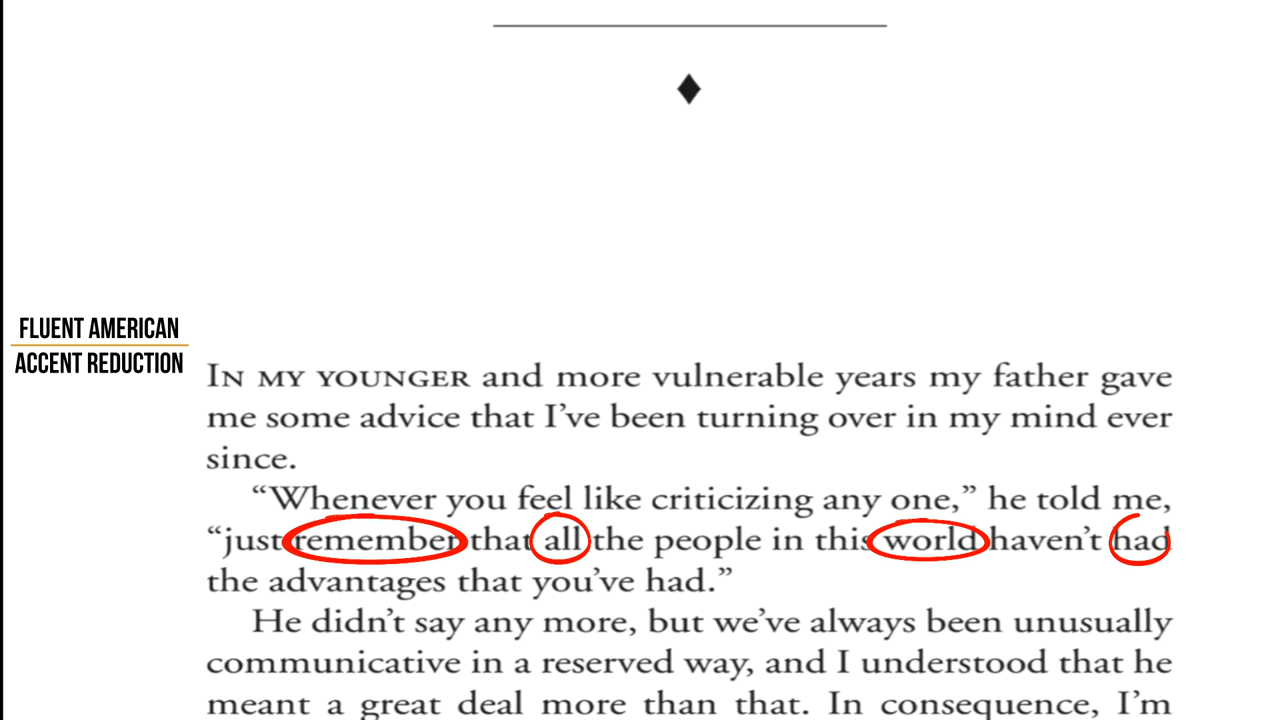 FLUENT AMERICAN
ACCENT REDUCTION
IN MY YOUNGER and more vulnerable years my father gave
me some advice that I've been turning over in my mind ever
since.
“Whenever you feel like criticizing any one,” he told me,
“just remember that all the people in this world haven't had
the advantages that you've had.”
He didn't say any more, but we've always been unusually
communicative in a reserved way, and I understood that he
meant a great deal more than that. In consequence, I'm